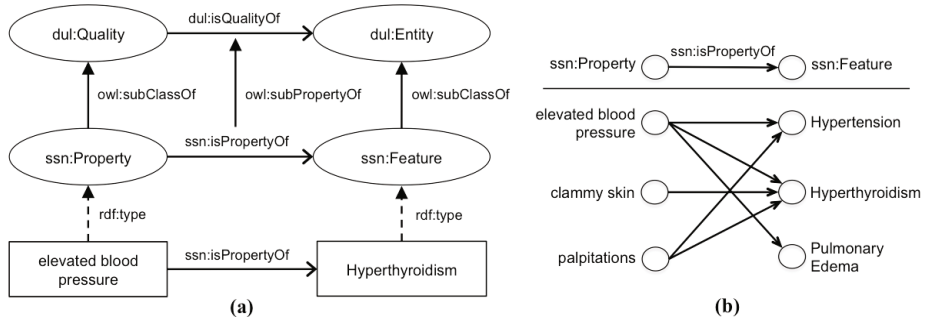 dul:isQualityOf
dul:Quality
dul:Entity
owl:subClassOf
owl:subPropertyOf
owl:subClassOf
ssn:isPropertyOf
ssn:Property
ssn:Feature
rdf:type
rdf:type
elevated blood
pressure
ssn:isPropertyOf
Hyperthyroidism
(a)
ssn:isPropertyOf
ssn:Property
ssn:Feature
elevated blood
pressure
Hypertension
clammy skin
Hyperthyroidism
palpitations
Pulmonary
Edema
(b)